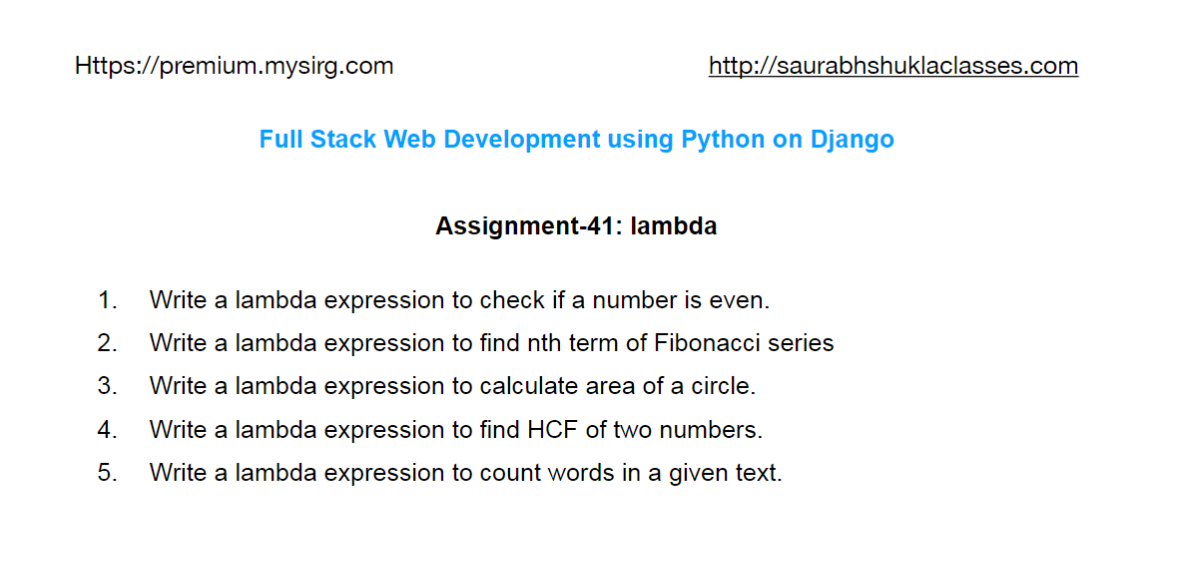 Https://premium.mysirg.com
http://saurabhshuklaclasses.com
Full Stack Web Development using Python on Django
Assignment-41: lambda
1. Write a lambda expression to check if a number is even.
2. Write a lambda expression to find nth term of Fibonacci series
3. Write a lambda expression to calculate area of a circle.
4. Write a lambda expression to find HCF of two numbers.
5. Write a lambda expression to count words in a given text.